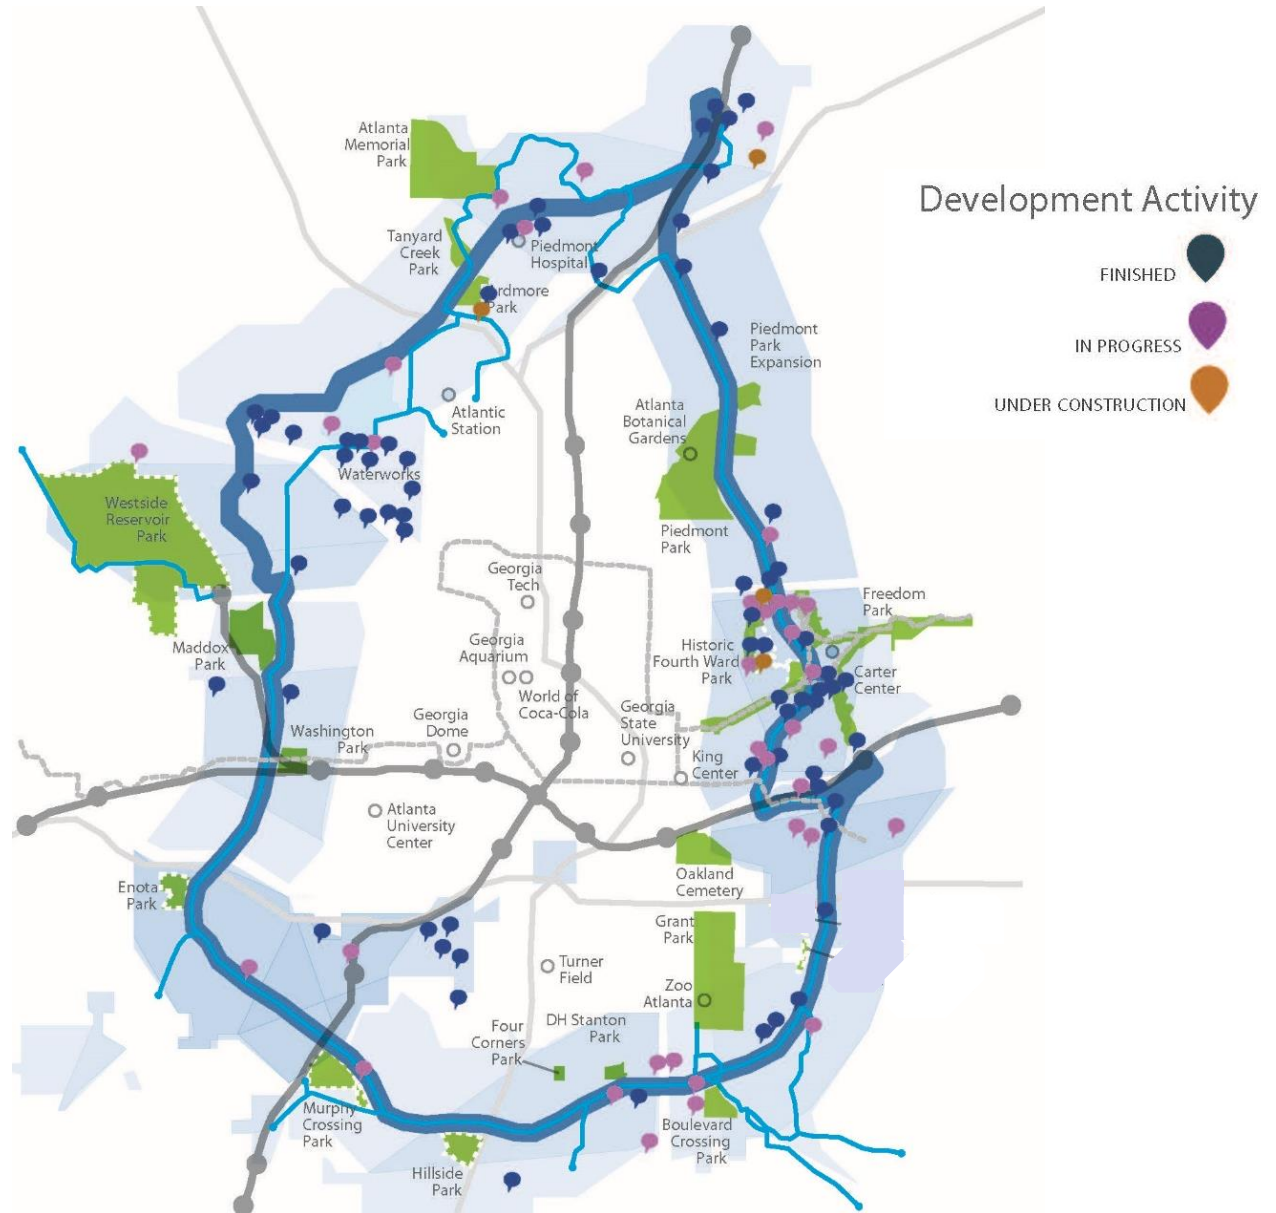 Atlanta
Memorial
Park
Development Activity
FINISHED
IN PROGRESS
UNDER CONSTRUCTION
Tanyard
Creek
Park
Piedmont
Hospital
Ardmore
Park
Piedmont
Park
Expansion
Atlantic
Station
Atlanta
Botanical
Gardens
Waterworks
Westside
Reservoir
Park
Piedmont
Park
Georgia
Tech
Freedom
Park
Maddox
Park
Georgia
Aquarium
Historic
Fourth Ward
Park
Carter
Center
World of
Coca-Cola
Georgia
State
University
Georgia
Dome
Washington
Park
King
Center
Atlanta
University
Center
Oakland
Cemetery
Enota
Park
Grant
Park
Turner
Field
Zoo
Atlanta
DH Stanton
Park
Four
Corners
Park
Murphy
Crossing
Park
Boulevard
Crossing
Park
Hillside
Park